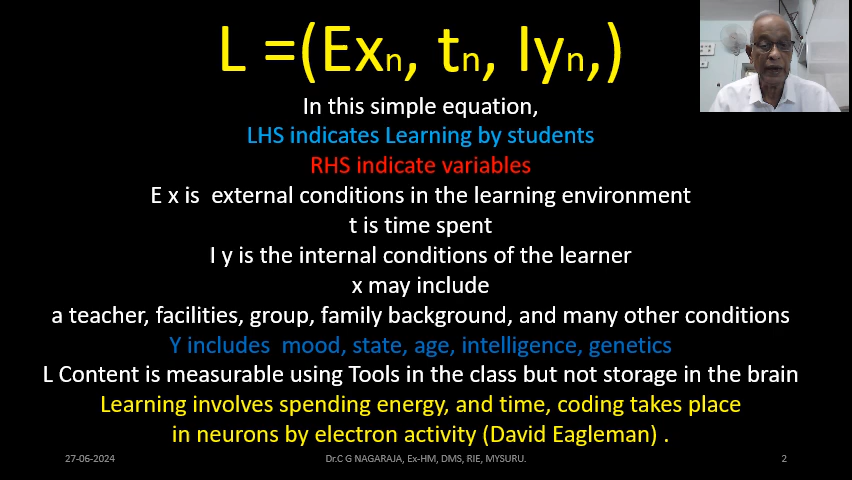 L =(Exn, tn, Iyn,)
In this simple equation,
LHS indicates Learning by students
RHS indicate variables
E x is external conditions in the learning environment
t is time spent
I y is the internal conditions of the learner
x may include
a teacher, facilities, group, family background, and many other conditions
Y includes mood, state, age, intelligence, genetics
L Content is measurable using Tools in the class but not storage in the brain
Learning involves spending energy, and time, coding takes place
in neurons by electron activity (David Eagleman) .
27-06-2024
Dr.C G NAGARAJA, Ex-HM, DMS, RIE, MYSURU.
2